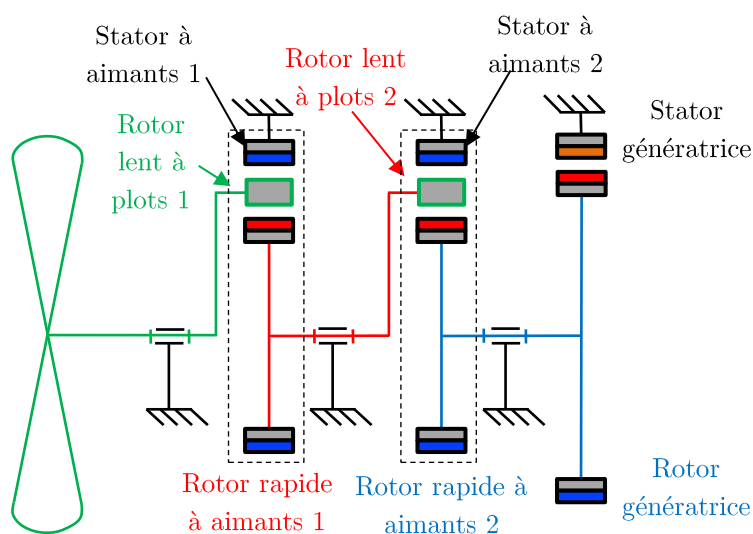 Stator à
aimants 1
Rotor lent
à plots 2
Stator à
aimants 2
Stator
génératrice
Rotor
lent à
plots 1
Rotor rapide
à aimants 1
Rotor rapide à
aimants 2
Rotor
génératrice